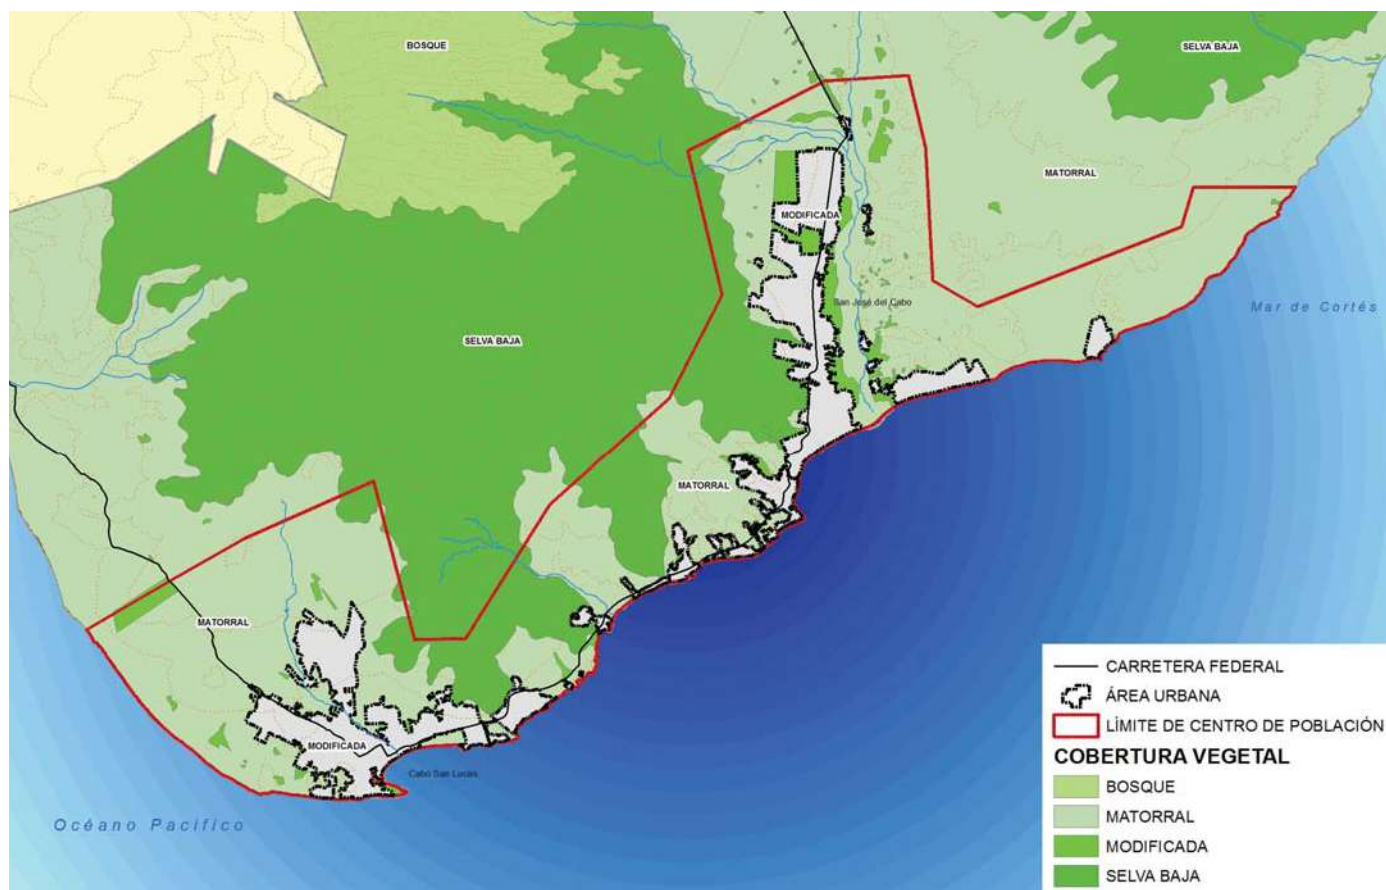 BOSQUE
SELVA BAJA
MATORRAL
MODIFICADA
San José del Cabo
Mar de Cortés
SELVA BAJA
MATORRAL
MATORRAL
MODIFICADA
Cabo San Lucas
Océano Pacifico
CARRETERA FEDERAL
ÁREA URBANA
LÍMITE DE CENTRO DE POBLACIÓN
COBERTURA VEGETAL
BOSQUE
MATORRAL
MODIFICADA
SELVA BAJA